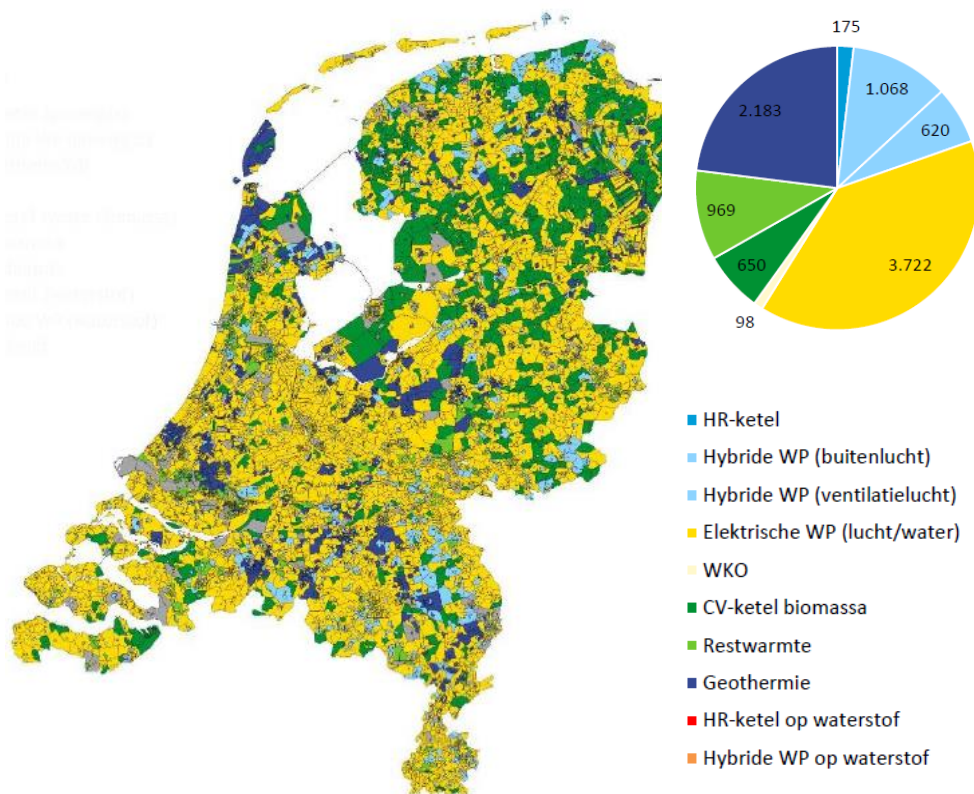 175
1.068
620
2.183
969
650
3.722
98
HR-ketel
Hybride WP (buitenlucht)
Hybride WP (ventilatielucht)
Elektrische WP (lucht/water)
WKO
CV-ketel biomassa
Restwarmte
Geothermie
HR-ketel op waterstof
Hybride WP op waterstof